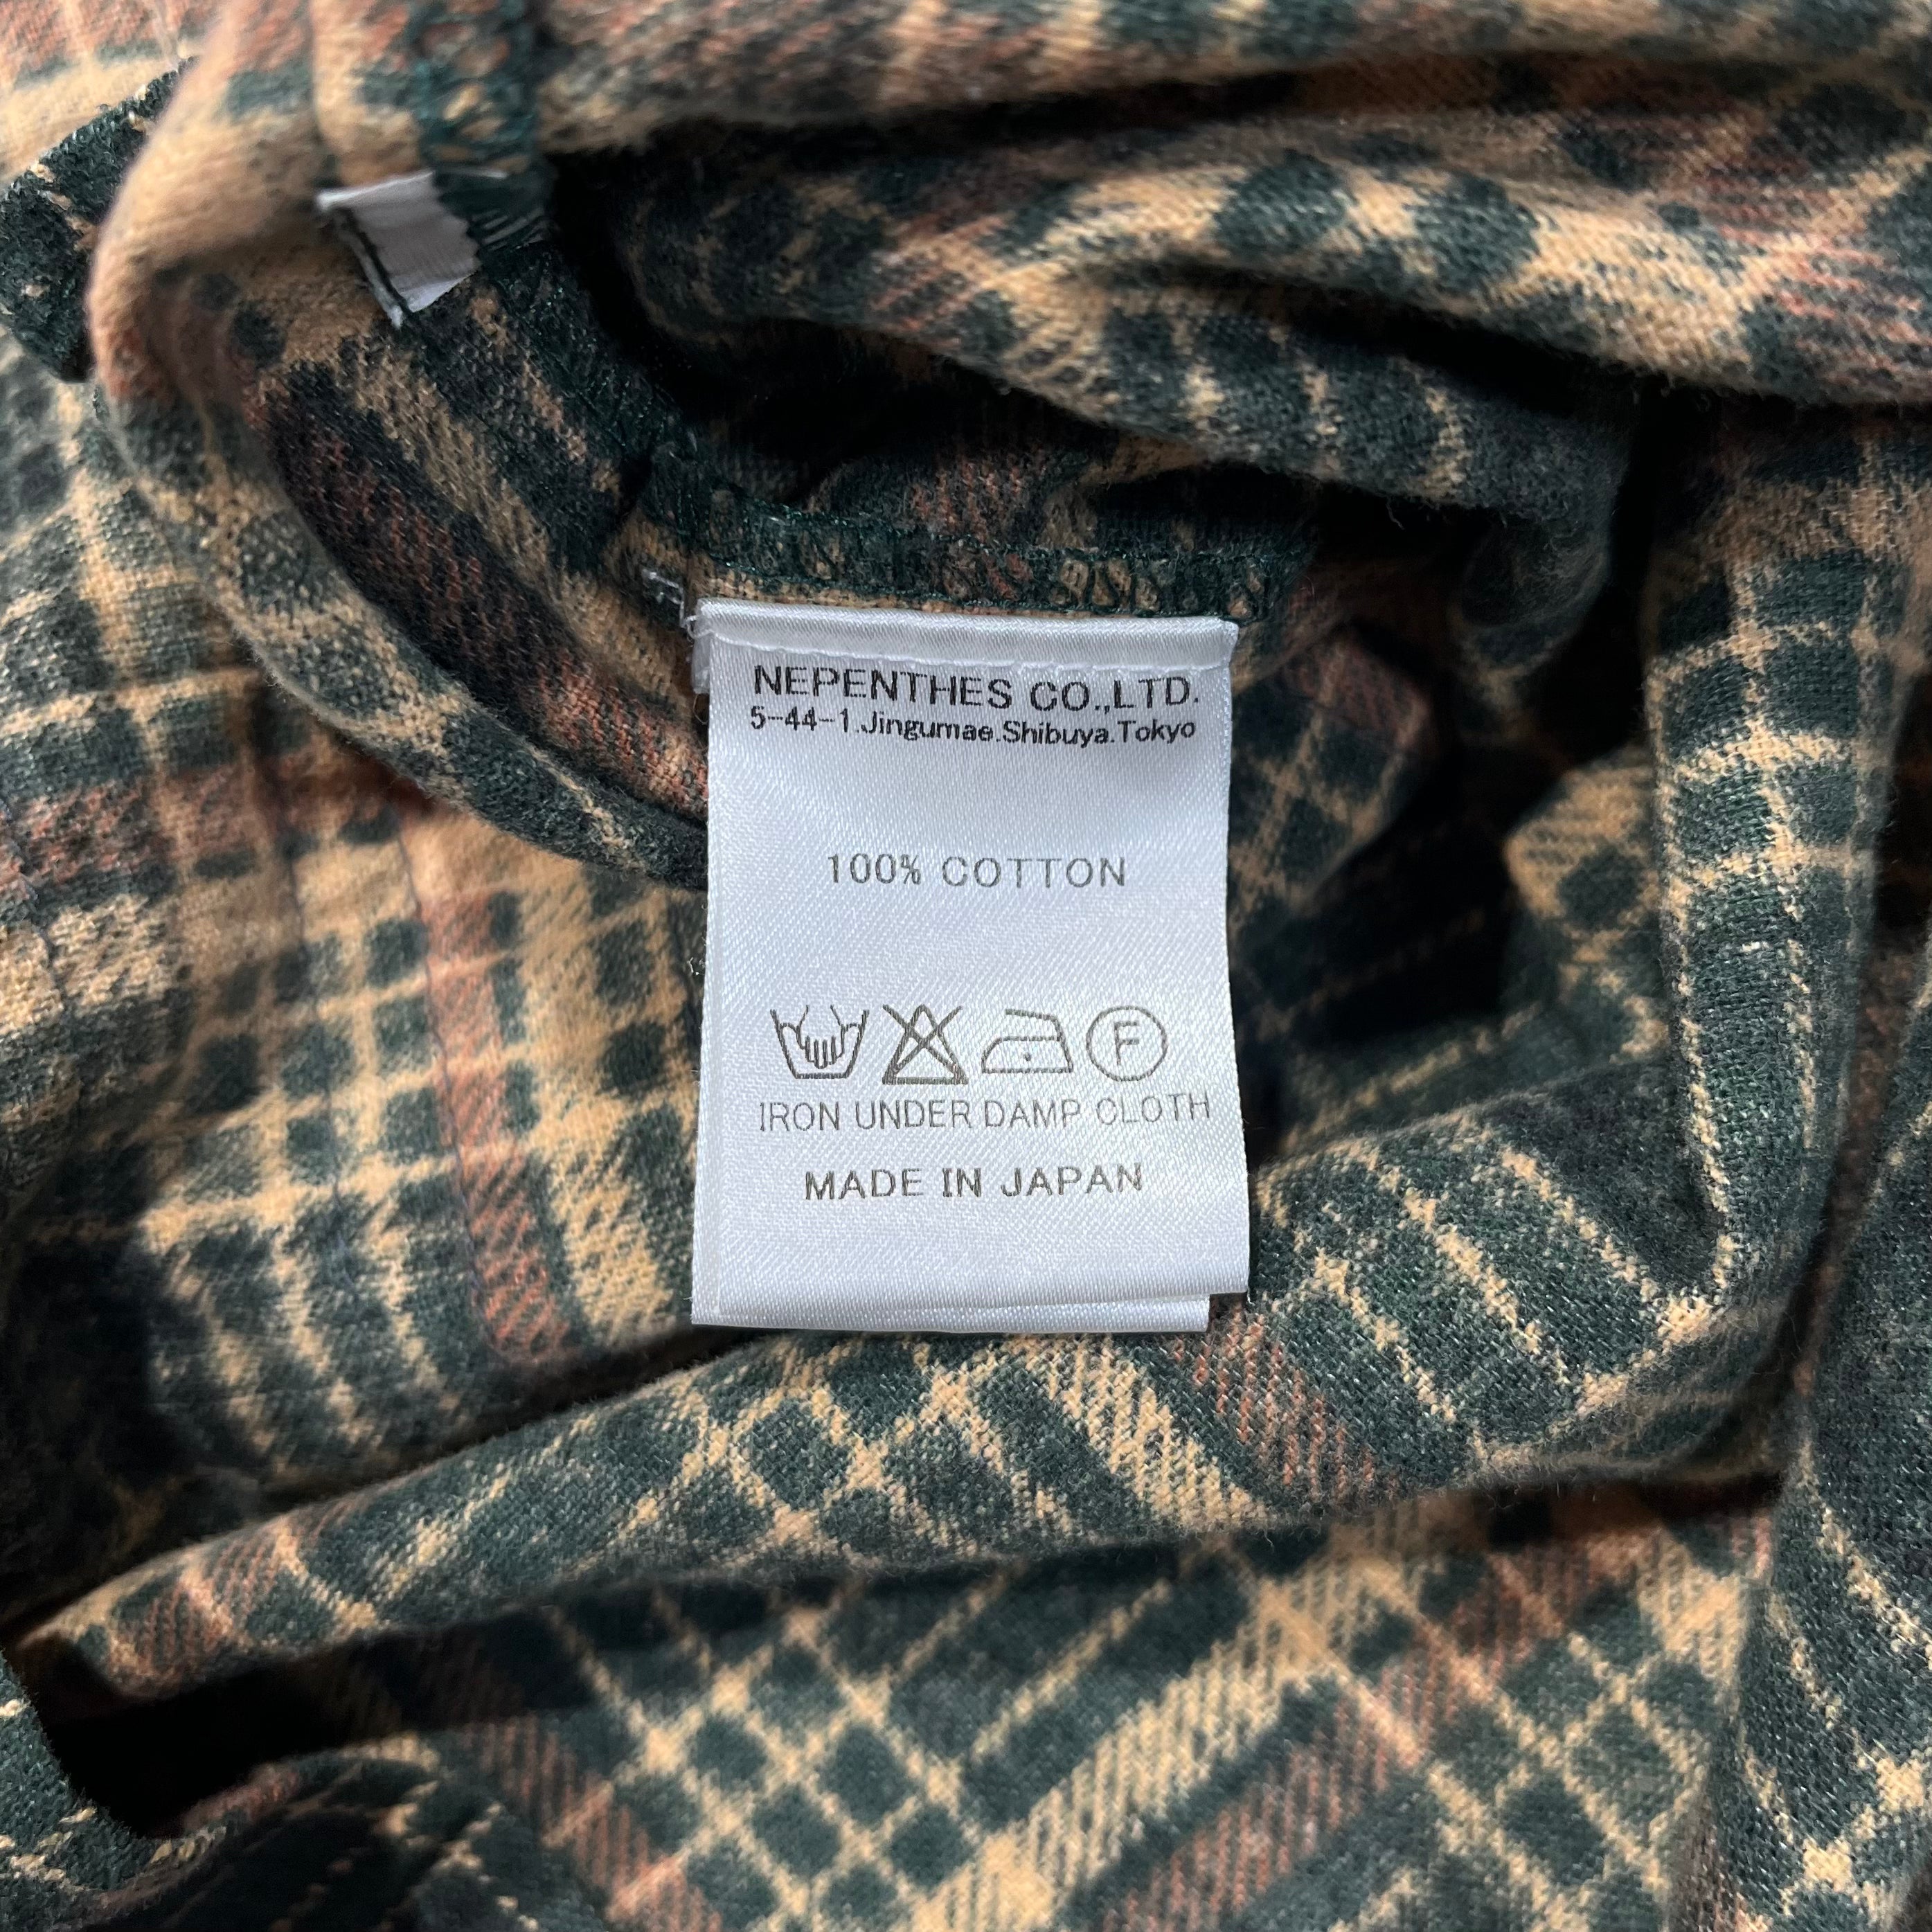 NEPENTHES CO.,LTD.
5-44-1.Jingumae.Shibuya.Tokyo
100% COTTON
F
IRON UNDER DAMP CLOTH
MADE IN JAPAN